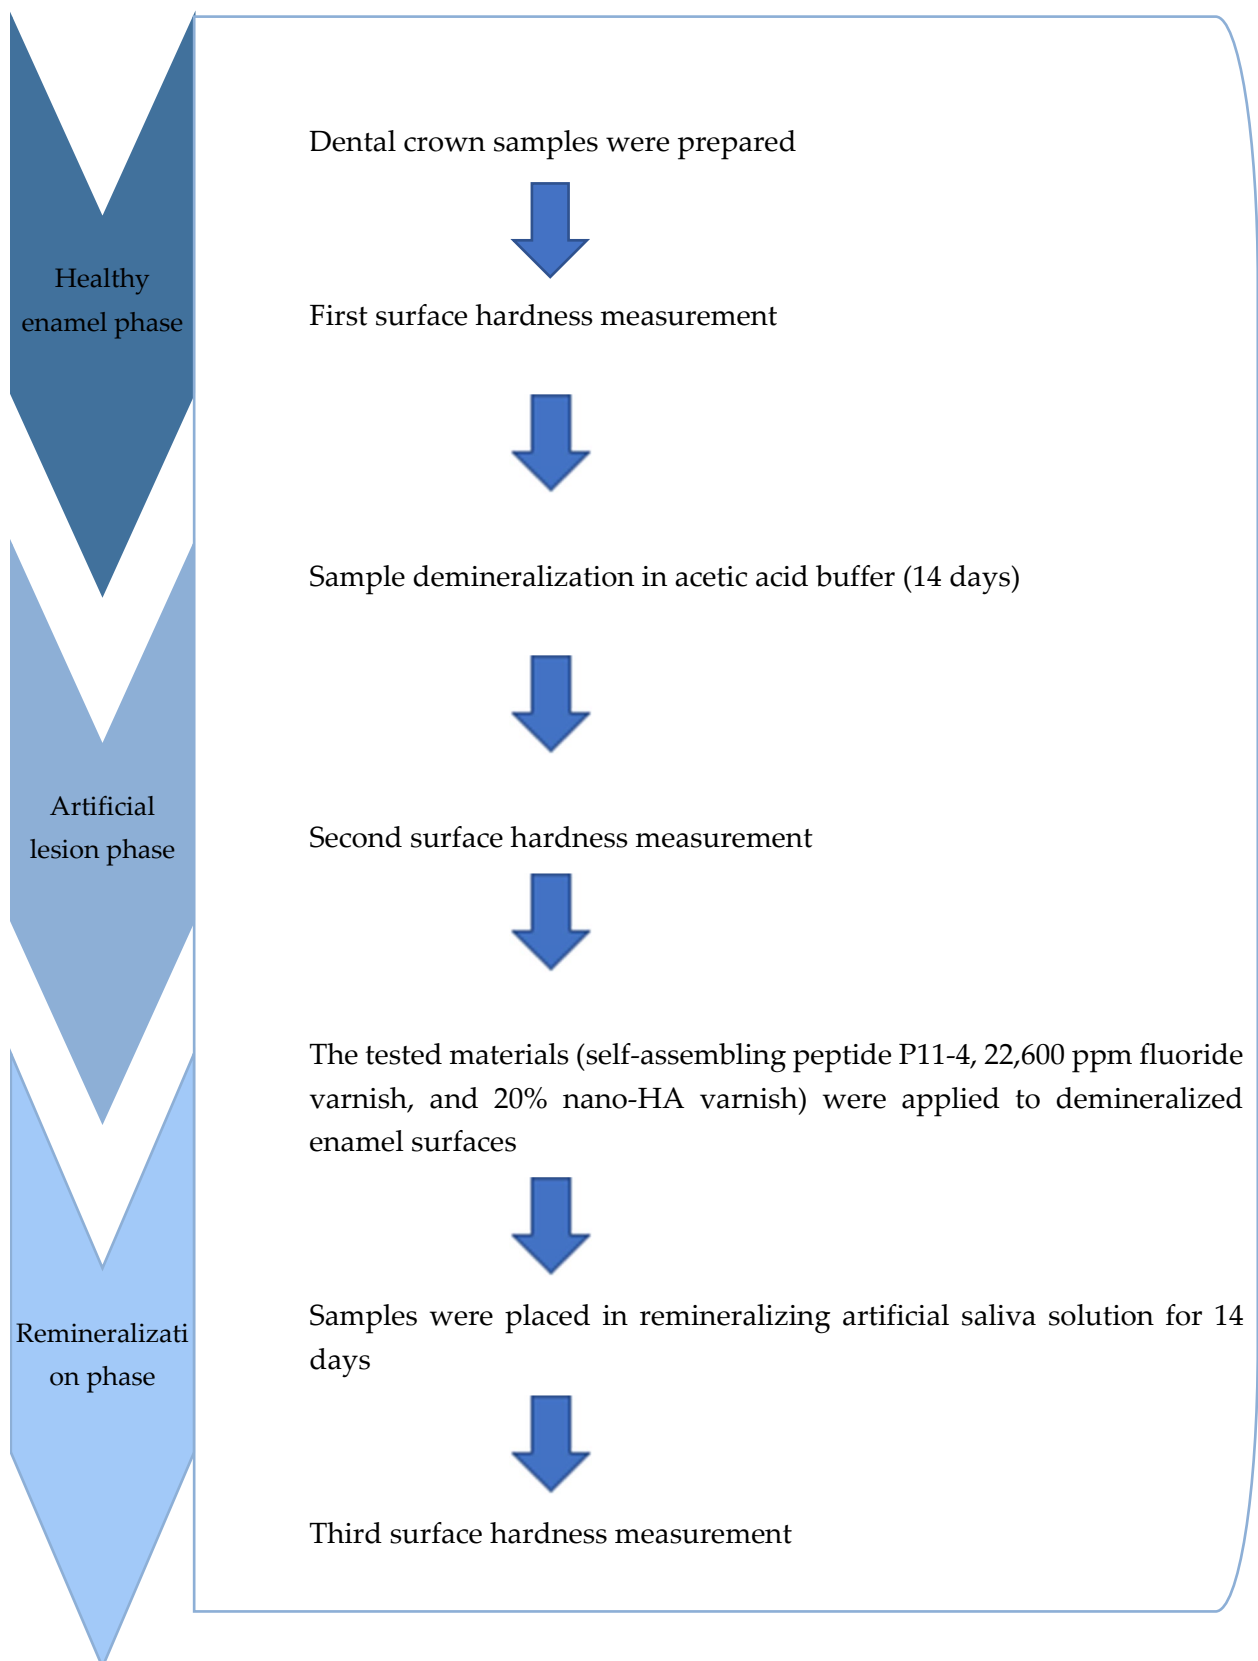 Dental crown samples were prepared
Healthy
enamel phase
First surface hardness measurement
Sample demineralization in acetic acid buffer (14 days)
Artificial
lesion phase
Second surface hardness measurement
The tested materials (self-assembling peptide P11-4, 22,600 ppm fluoride
varnish, and 20% nano-HA varnish) were applied to demineralized
enamel surfaces
Remineralizati
on phase
Samples were placed in remineralizing artificial saliva solution for 14
days
Third surface hardness measurement